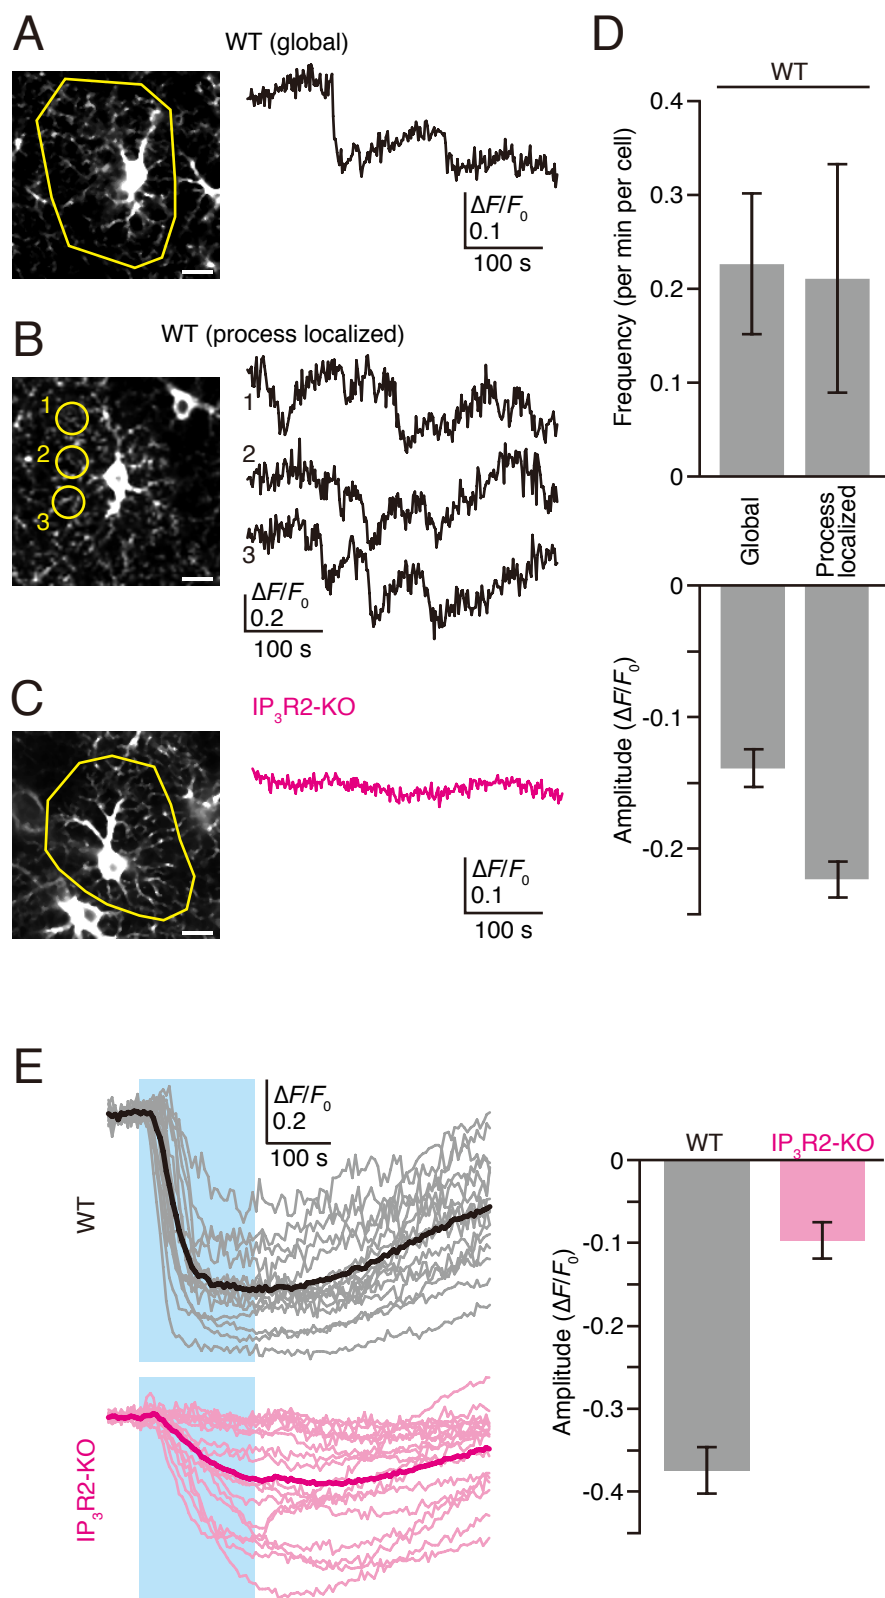 A
WT (global)
ΔF/F₀
0.1
100 s
B
WT (process localized)
1
2
3
1
2
3
ΔF/F₀
0.2
100 s
C
IP₃R2-KO
ΔF/F₀
0.1
100 s
D
WT
Frequency (per min per cell)
0.4
0.3
0.2
0.1
0
Global
Process
localized
Amplitude (ΔF/F₀)
0
-0.1
-0.2
E
WT
ΔF/F₀
0.2
100 s
IP₃R2-KO
WT
IP₃R2-KO
Amplitude (ΔF/F₀)
0
-0.1
-0.2
-0.3
-0.4